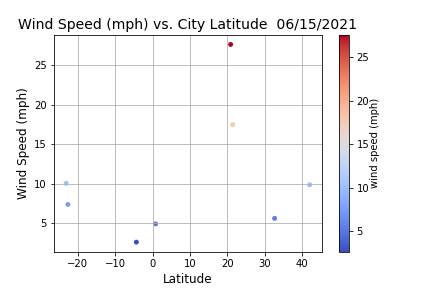 Wind Speed (mph) vs. City Latitude  06/15/2021
Wind Speed (mph)
25
20
15
10
5
−20 −10 0 10 20 30 40
Latitude
25
20
15
10
5
wind speed (mph)